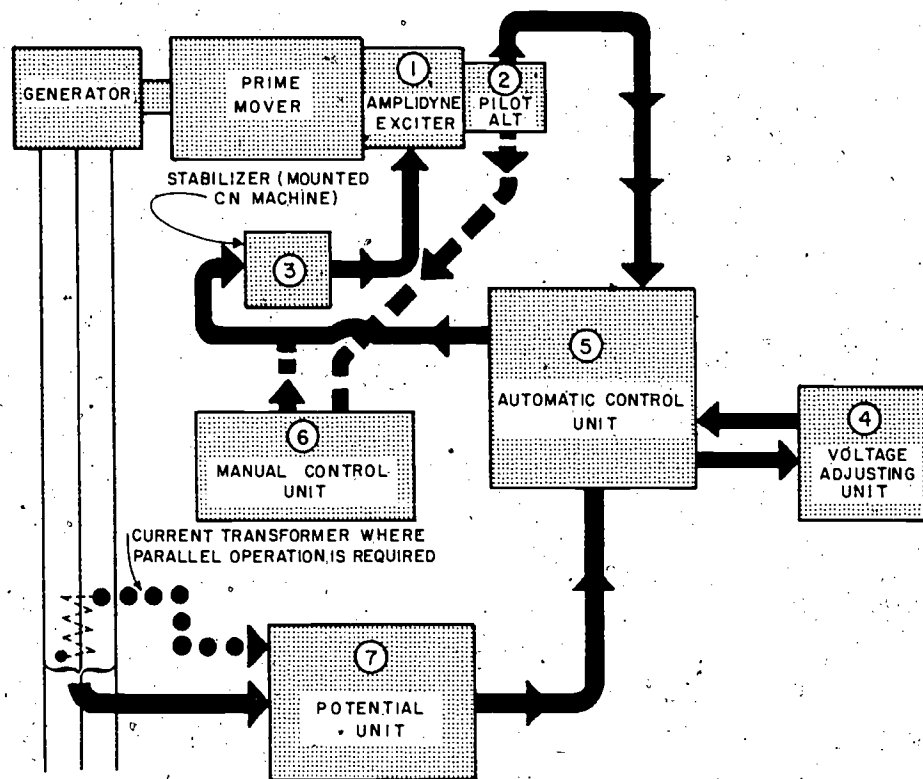 GENERATOR
PRIME
MOVER
1
AMPLIDYNE
EXCITER
2
PILOT
ALT
STABILIZER (MOUNTED
CN MACHINE)
3
5
AUTOMATIC CONTROL
UNIT
4
VOLTAGE
ADJUSTING
UNIT
6
MANUAL CONTROL
UNIT
CURRENT TRANSFORMER WHERE
PARALLEL OPERATION IS REQUIRED
7
POTENTIAL
UNIT